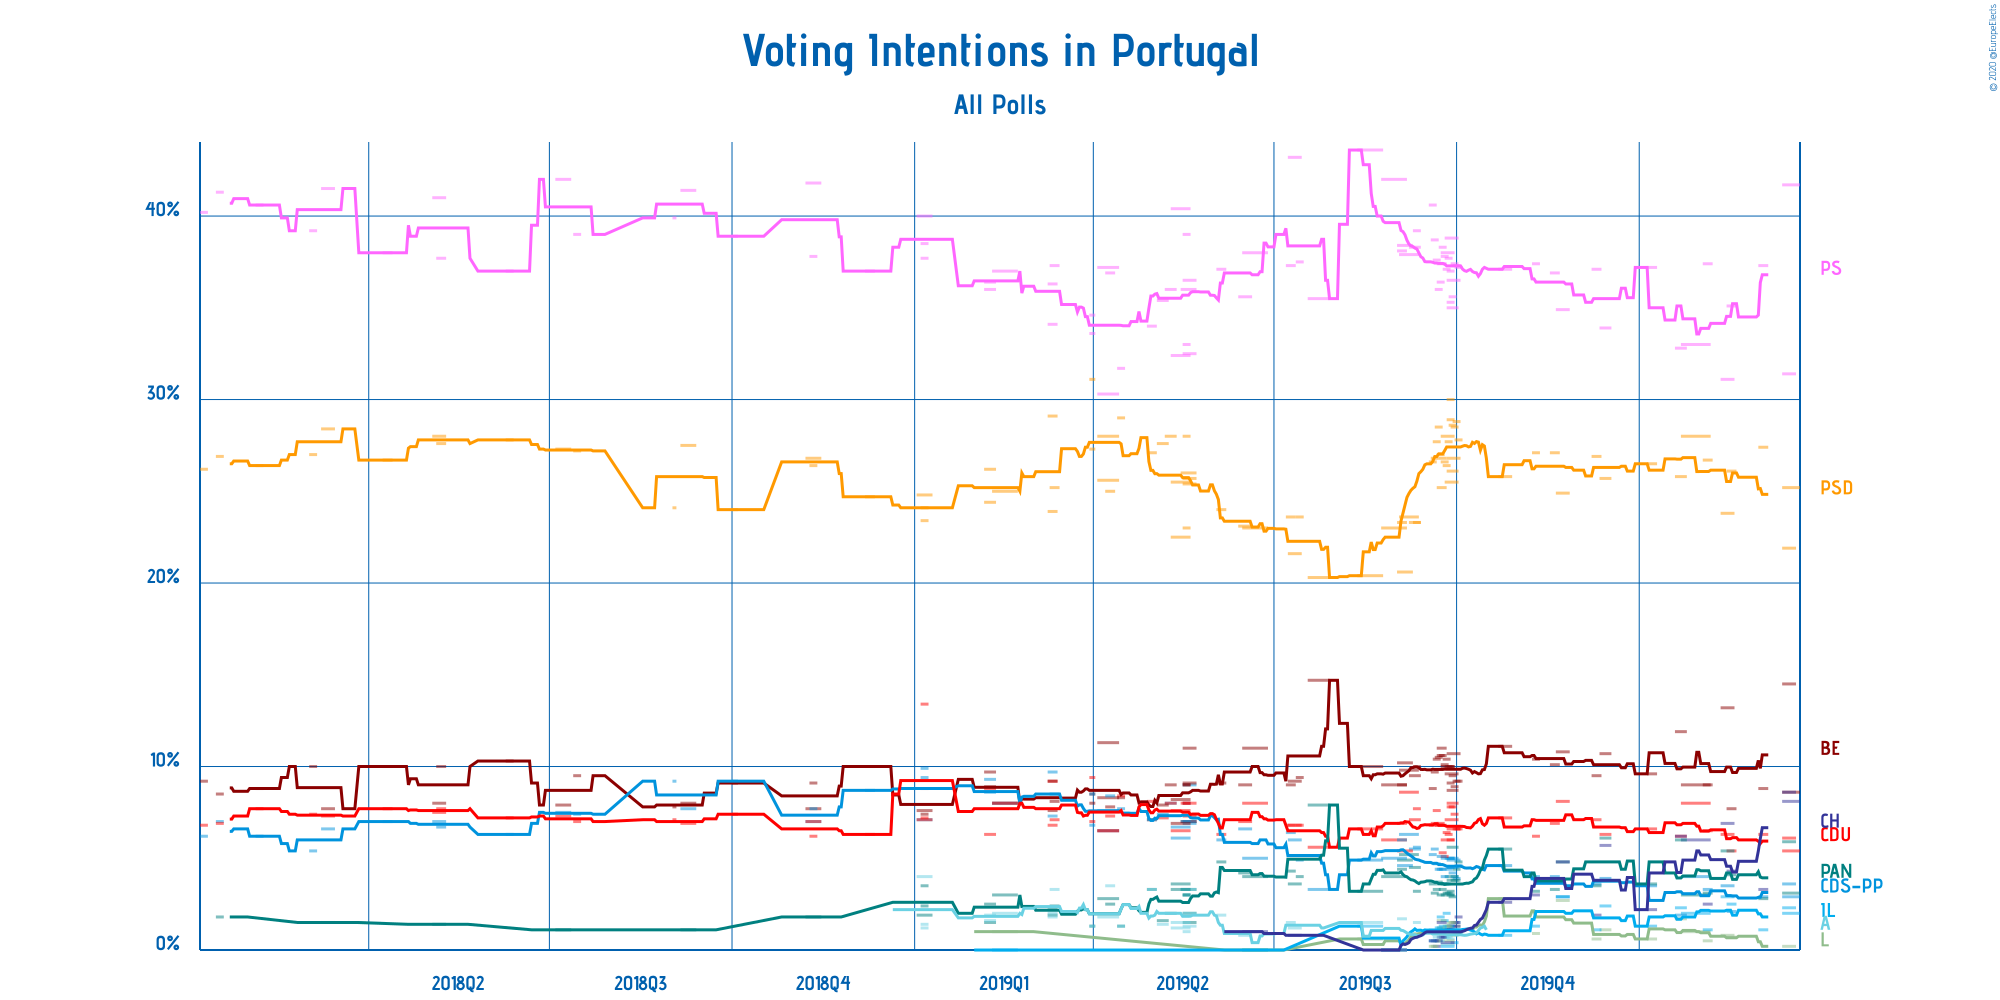 © 2020 @EuropeElects
Voting Intentions in Portugal
All Polls
40%
30%
20%
10%
0%
PS
PSD
BE
CH
CDU
PAN
CDS-PP
IL
A
L
2018Q2
2018Q3
2018Q4
2019Q1
2019Q2
2019Q3
2019Q4